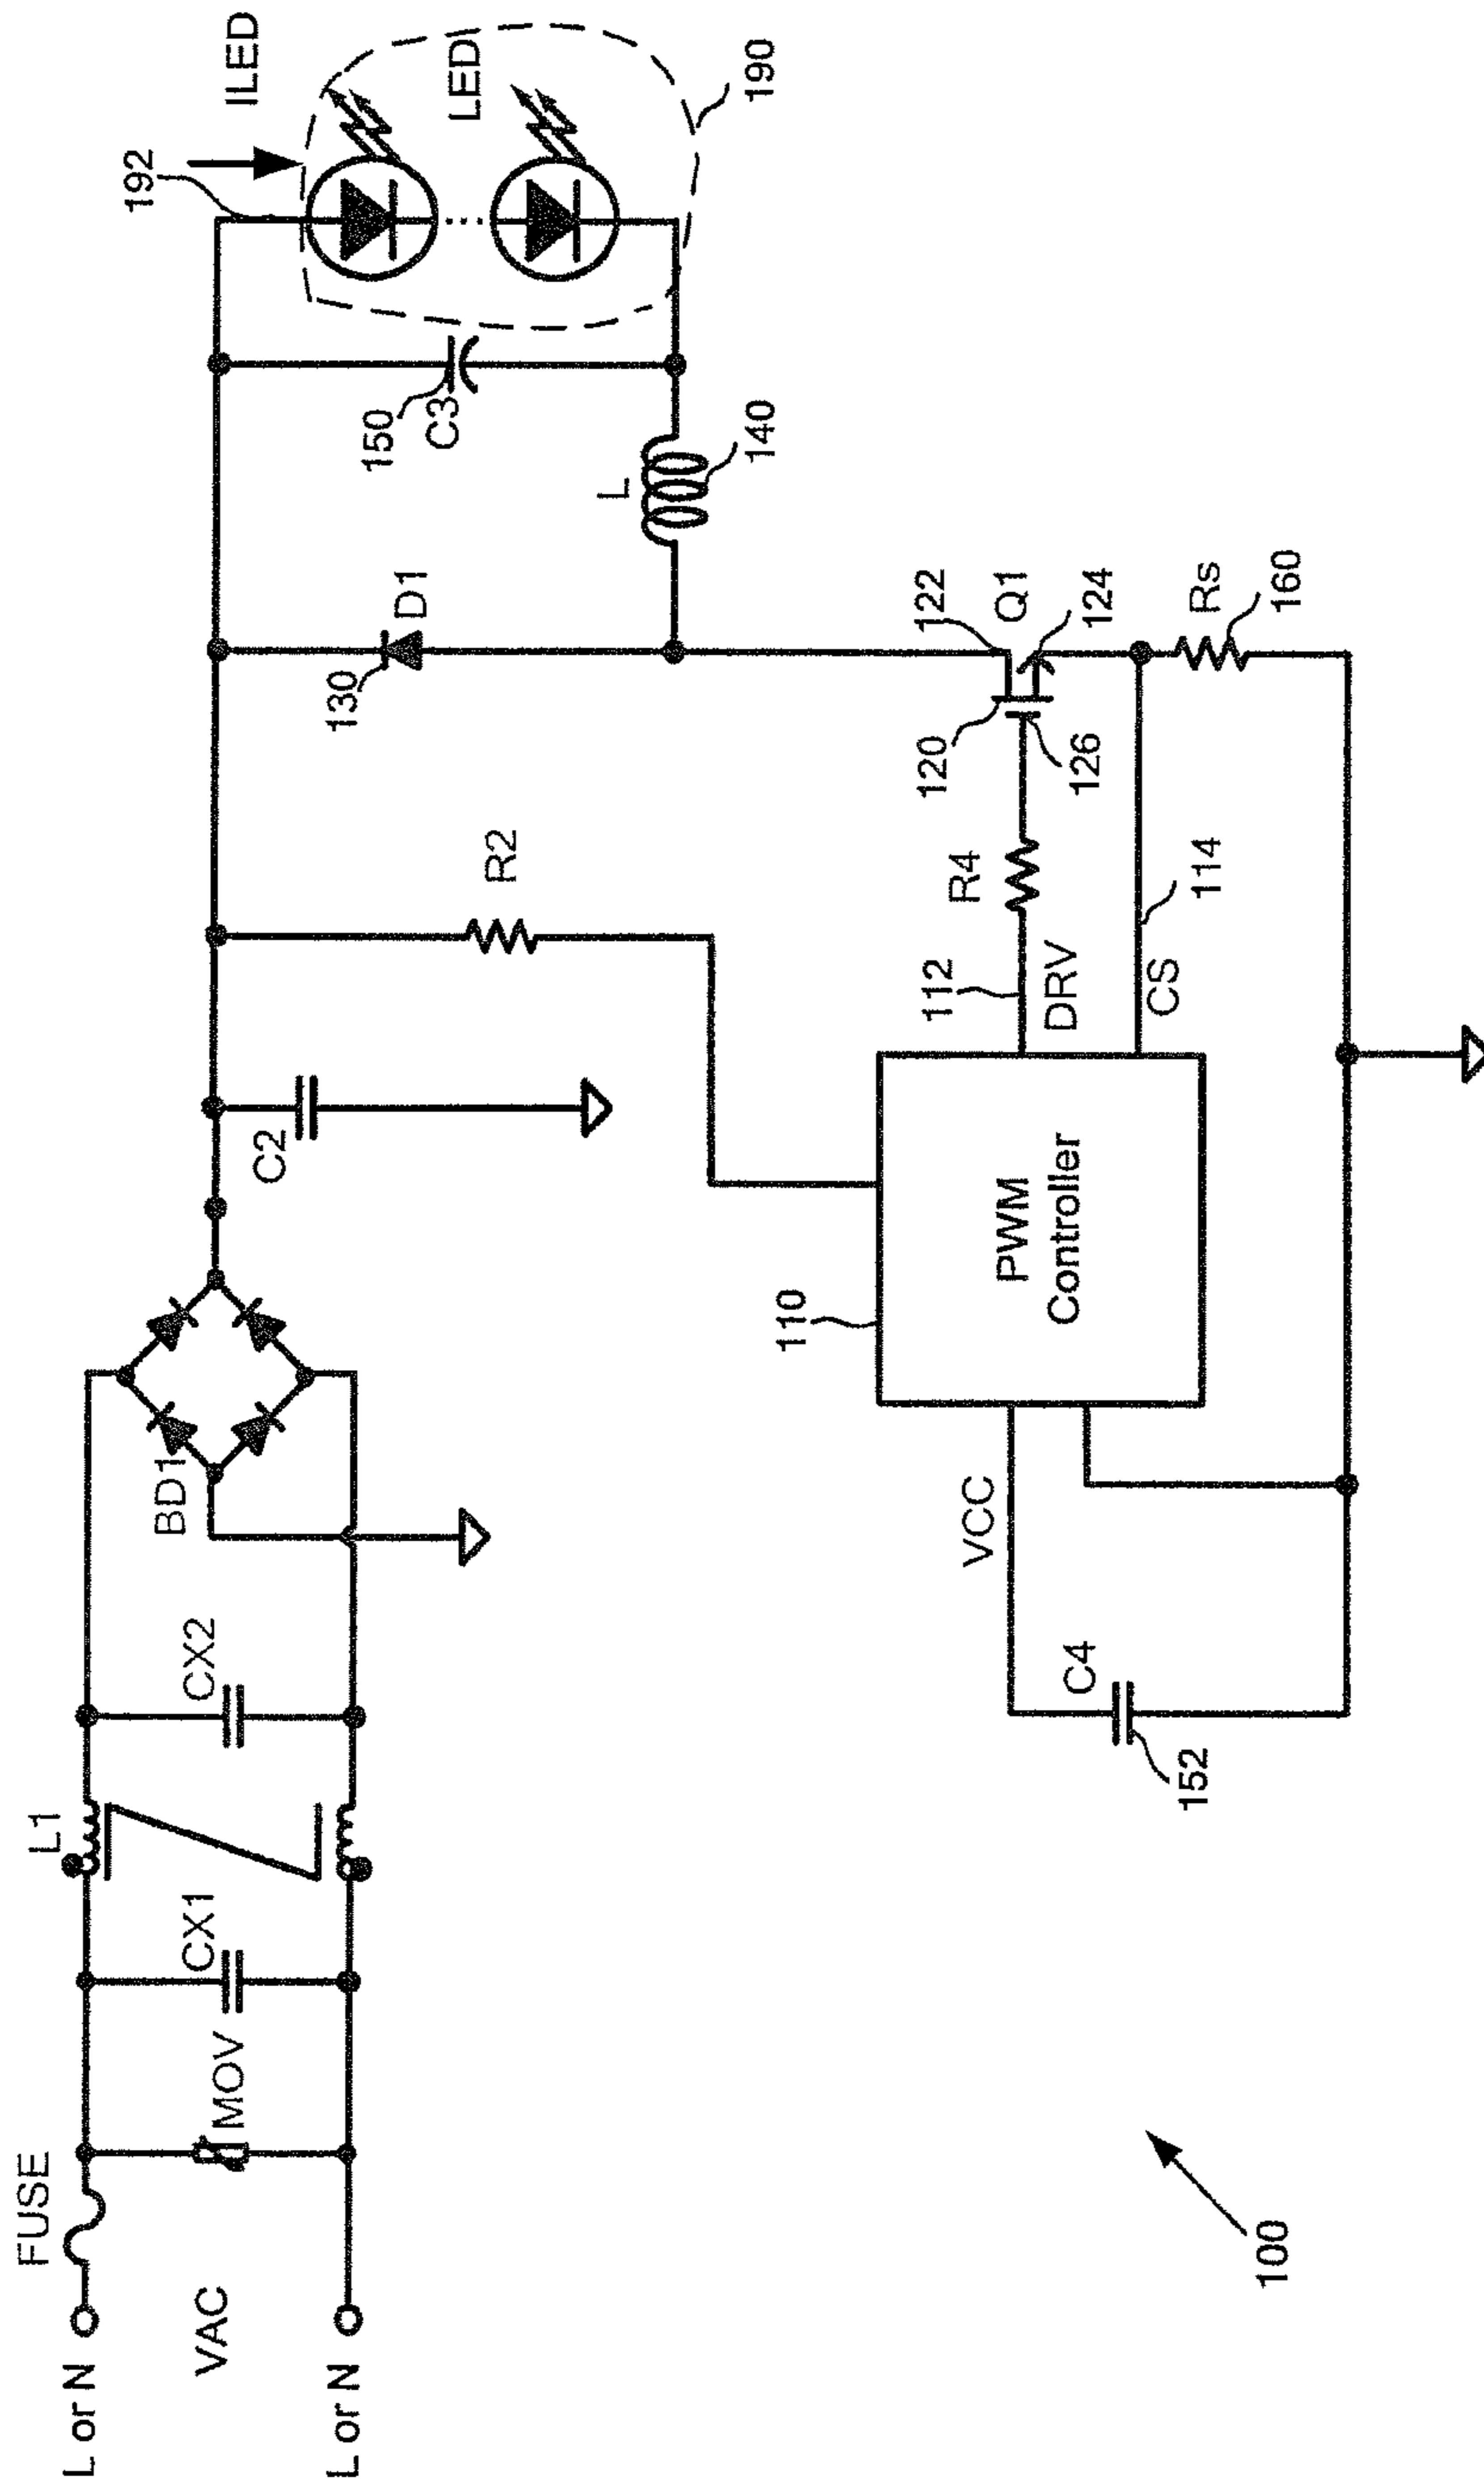 L or N
FUSE
VAC
L or N
MOV
CX1
L1
CX2
BD1
C2
R2
130
D1
150
C3
L
140
192
ILED
LED
190
110
PWM
Controller
VCC
C4
152
112
DRV
R4
CS
114
120
126
122
Q1
124
Rs
160
100